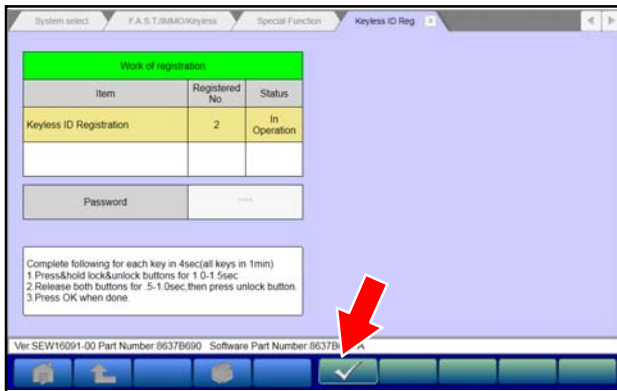 System select
F.A.S.T./IMMO/Keyless
Special Function
Keyless ID Reg.
Work of registration
Item
Registered No.
Status
Keyless ID Registration
2
In Operation
Password
****
Complete following for each key in 4sec(all keys in 1min)
1.Press&hold lock&unlock buttons for 1.0-1.5sec
2.Release both buttons for .5-1.0sec,then press unlock button.
3.Press OK when done.
Ver.SEW16091-00 Part Number:8637B690 Software Part Number:8637B
A